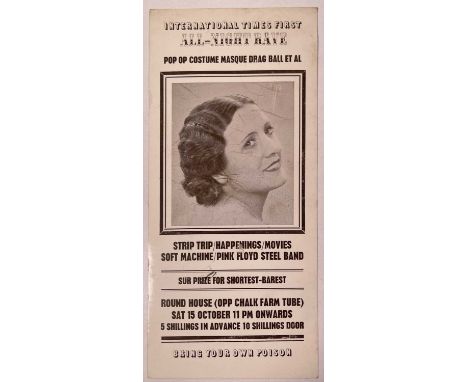 INTERNATIONAL TIMES FIRST
ALL-NIGHT RAVE
POP OP COSTUME MASQUE DRAG BALL ET AL
STRIP TRIP/HAPPENINGS/MOVIES
SOFT MACHINE/PINK FLOYD STEEL BAND
SUR PRIZE FOR SHORTEST-BAREST
ROUND HOUSE (OPP CHALK FARM TUBE)
SAT 15 OCTOBER 11 PM ONWARDS
5 SHILLINGS IN ADVANCE 10 SHILLINGS DOOR
BRING YOUR OWN POISON